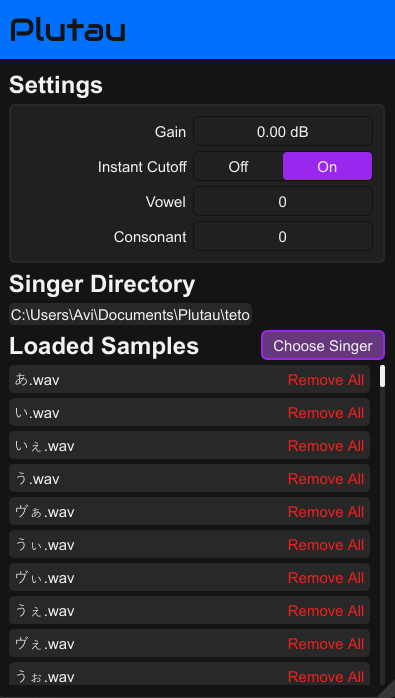 Plutau
Settings
Gain 0.00 dB
Instant Cutoff Off On
Vowel 0
Consonant 0
Singer Directory
C:\Users\Avi\Documents\Plutau\teto
Loaded Samples Choose Singer
あ.wav Remove All
い.wav Remove All
いぇ.wav Remove All
う.wav Remove All
ヴぁ.wav Remove All
うぃ.wav Remove All
ヴぃ.wav Remove All
うぇ.wav Remove All
ヴぇ.wav Remove All
うぉ.wav Remove All